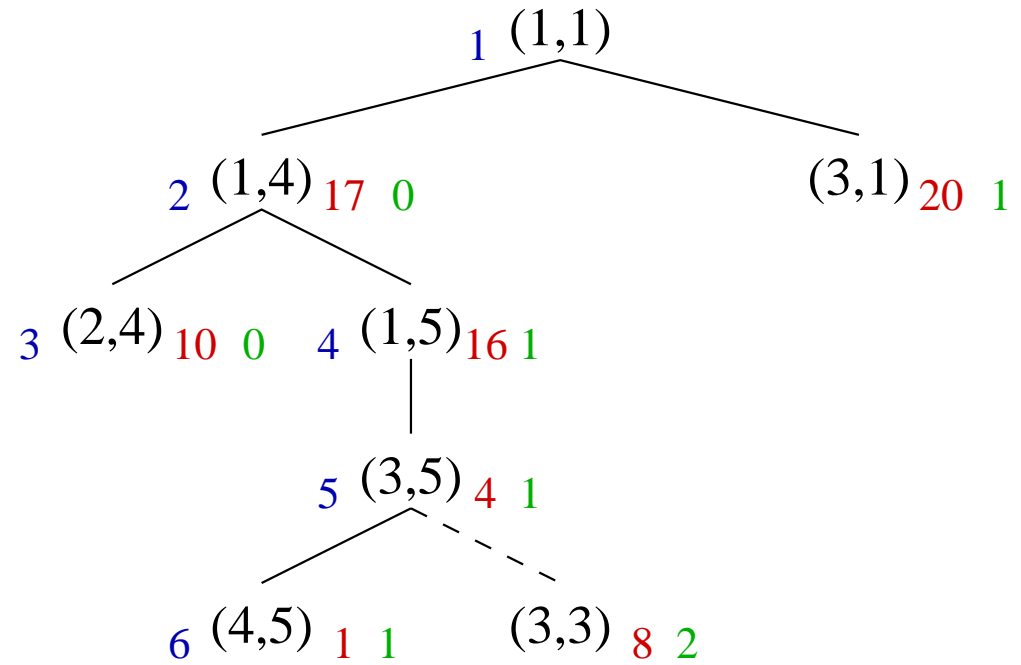 1 (1,1)
2 (1,4) 17 0 (3,1) 20 1
3 (2,4) 10 0 4 (1,5) 16 1
5 (3,5) 4 1
6 (4,5) 1 1 (3,3) 8 2